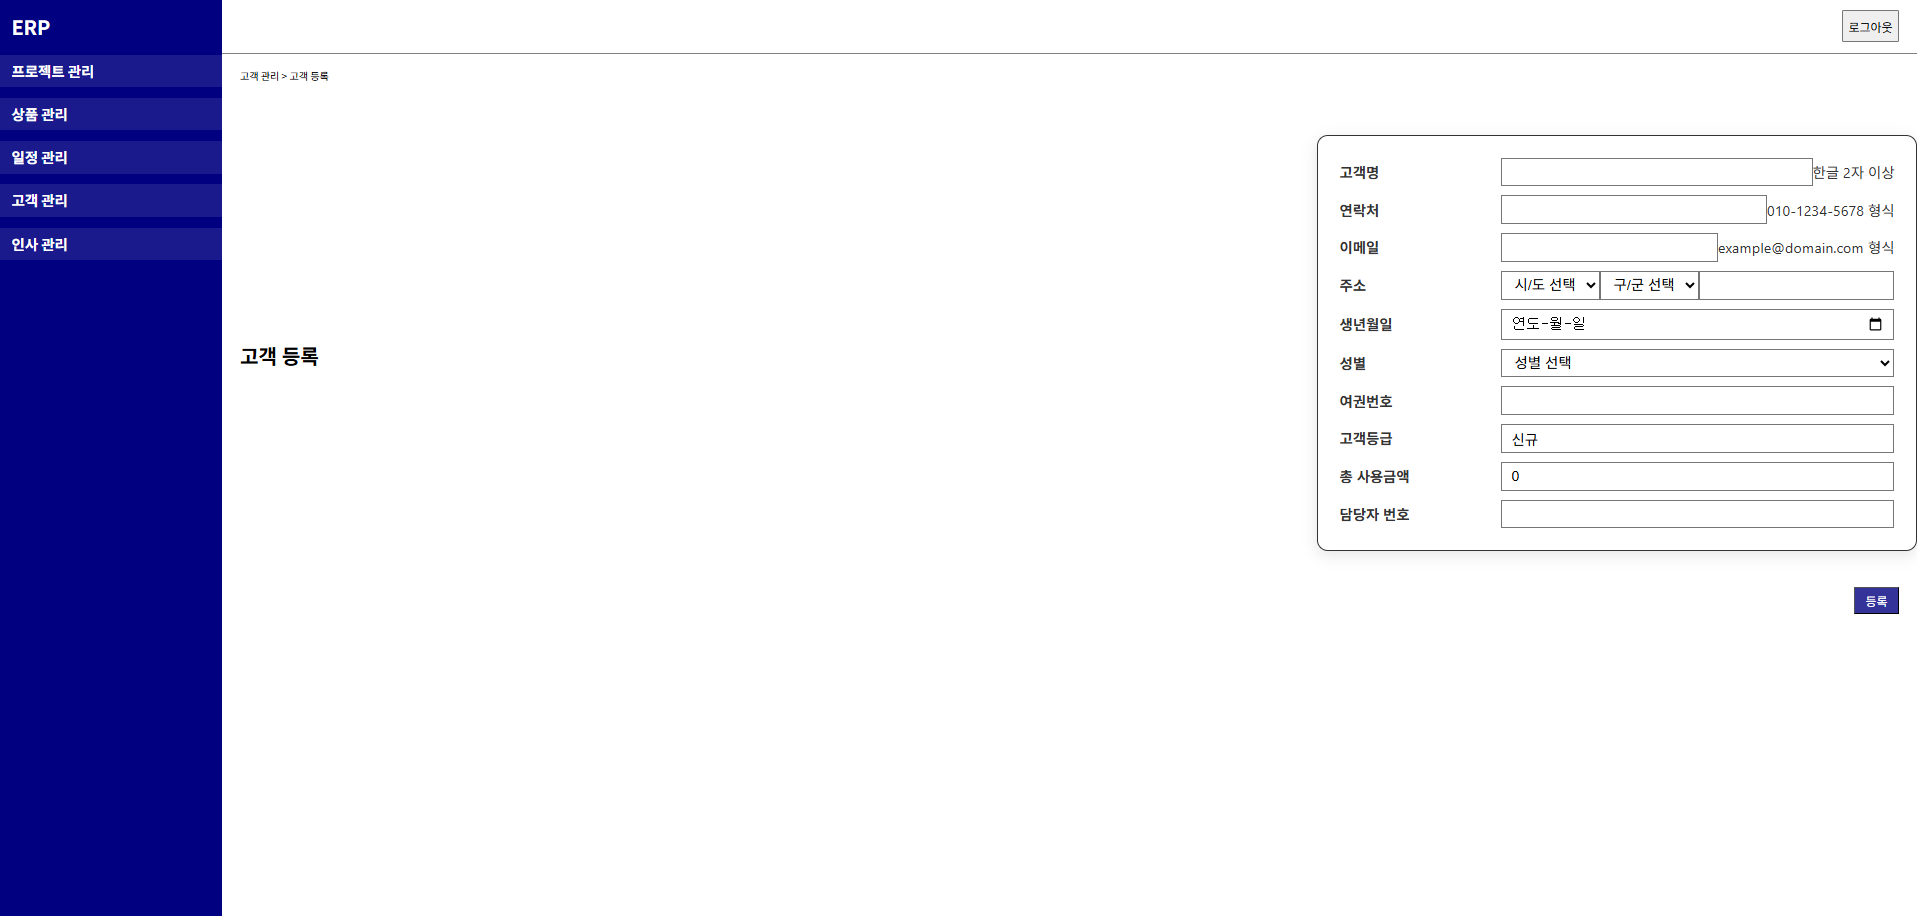 ERP
프로젝트 관리
상품 관리
일정 관리
고객 관리
인사 관리
로그아웃
고객 관리 > 고객 등록
고객 등록
고객명 한글 2자 이상
연락처 010-1234-5678 형식
이메일 example@domain.com 형식
주소 시/도 선택 구/군 선택
생년월일 연도-월-일
성별 성별 선택
여권번호
고객등급 신규
총 사용금액 0
담당자 번호
등록